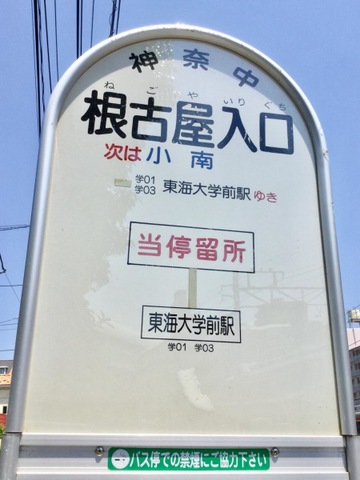 神奈中
ねごやいりぐち
根古屋入口
次は 小南
学01
学03 東海大学前駅 ゆき
当停留所
東海大学前駅
学01 学03
バス停での禁煙にご協力下さい